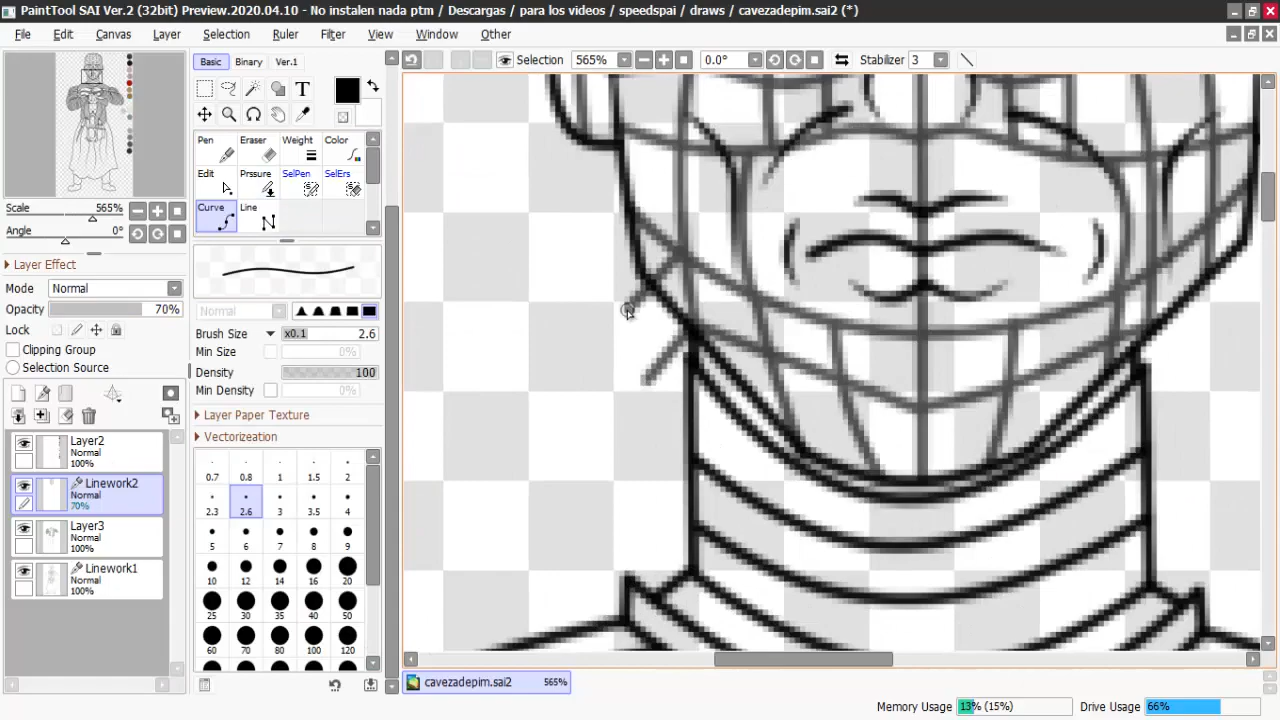 PaintTool SAI Ver.2 (32bit) Preview.2020.04.10 - No instalen nada ptm / Descargas / para los videos / speedspai / draws / cavezadepim.sai2 (*)
File Edit Canvas Layer Selection Ruler Filter View Window Other
Selection 565% 0.0° Stabilizer 3
Scale 565%
Angle 0°
Layer Effect
Mode Normal
Opacity 70%
Lock
Clipping Group
Selection Source
Layer2
Normal
100%
Linework2
Normal
70%
Layer3
Normal
100%
Linework1
Normal
100%
Basic Binary Ver.1
T
Pen Eraser Weight Color
Edit Prssure SelPen SelErs
Curve Line
Normal
Brush Size x0.1 2.6
Min Size 0%
Density 100
Min Density 0%
Layer Paper Texture
Vectorization
0.7 0.8 1 1.5 2
2.3 2.6 3 3.5 4
5 6 7 8 9
10 12 14 16 20
25 30 35 40 50
60 70 80 100 120
cavezadepim.sai2 565%
Memory Usage 13% (15%) Drive Usage 66%